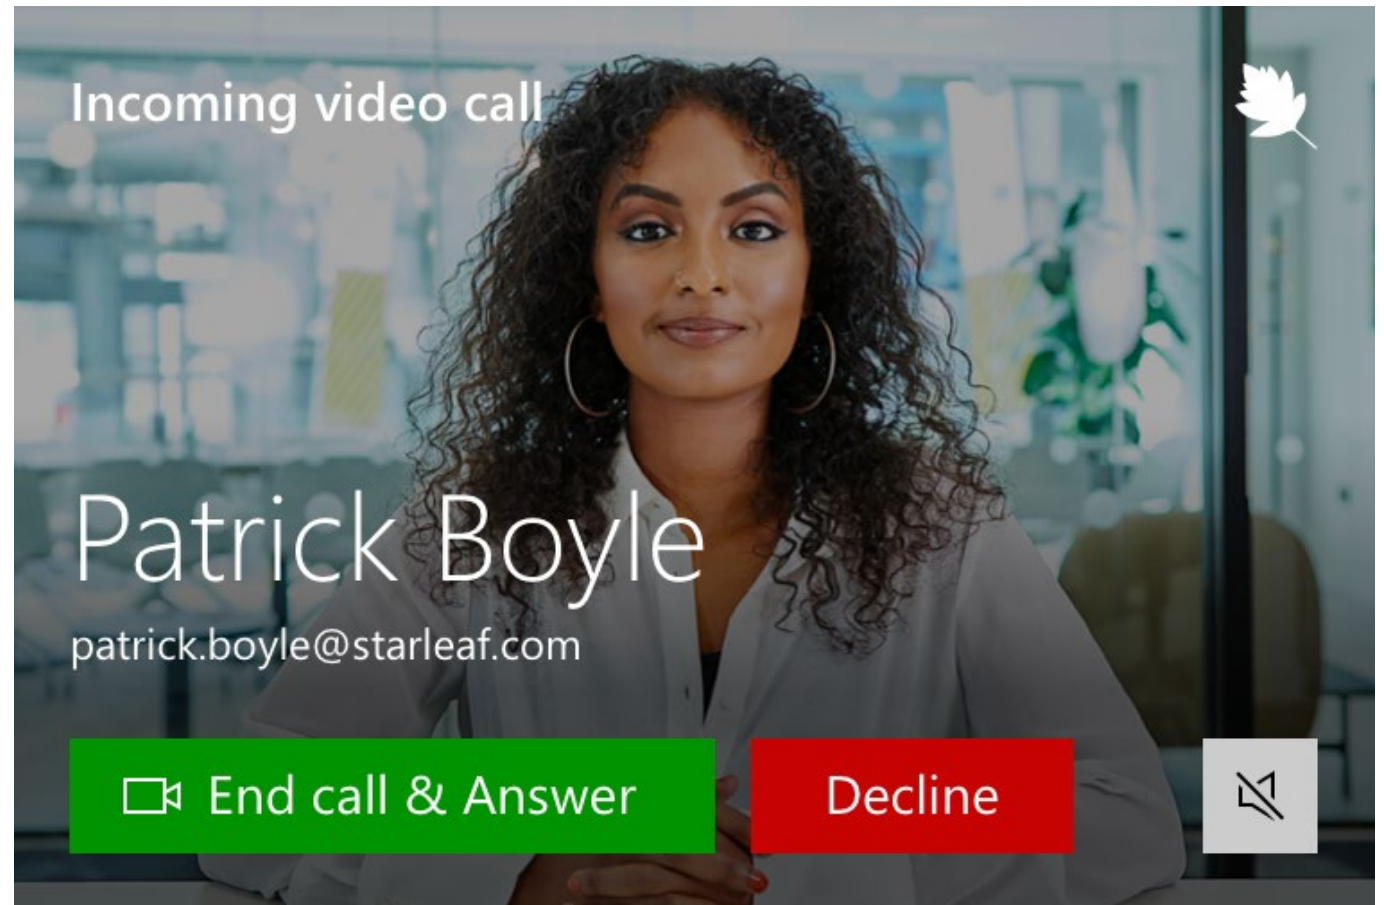 Incoming video call
Patrick Boyle
patrick.boyle@starleaf.com
End call & Answer
Decline